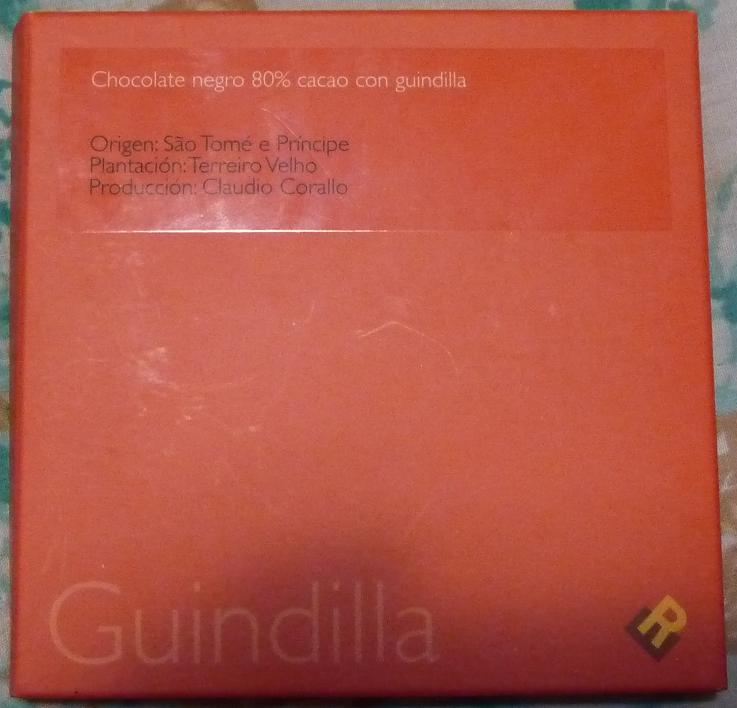 Chocolate negro 80% cacao con guindilla
Origen: São Tomé e Príncipe
Plantación: Terreiro Velho
Producción: Claudio Corallo
Guindilla